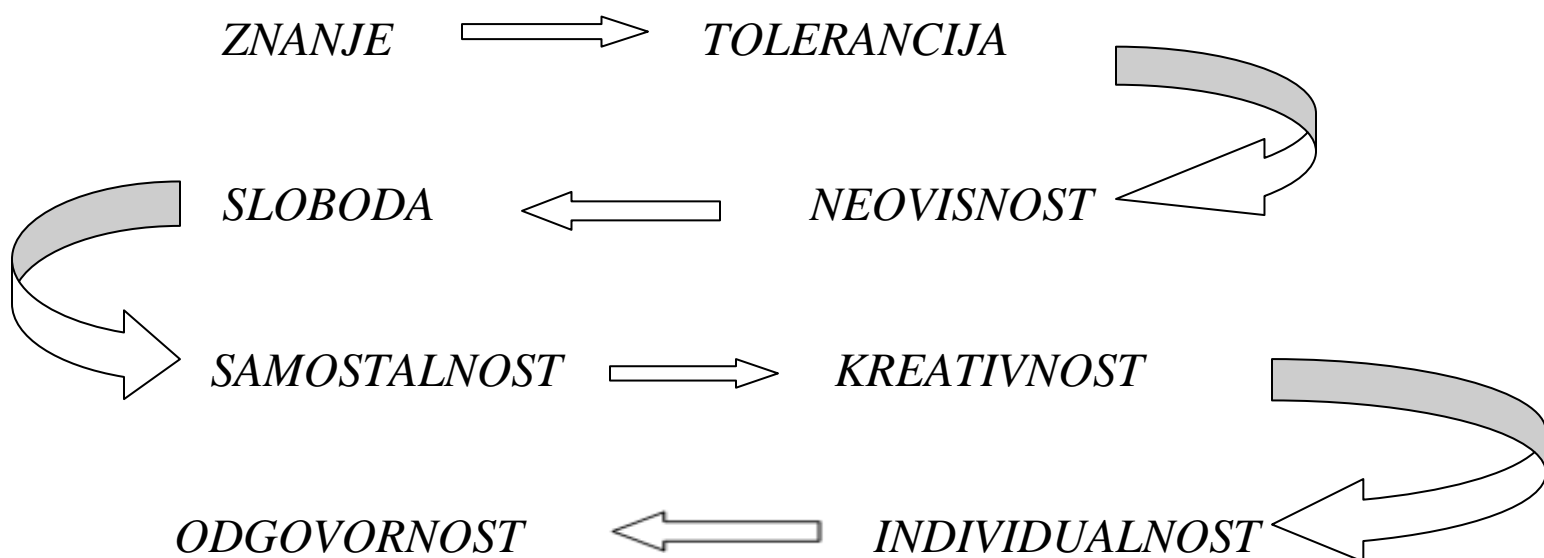 ZNANJE TOLERANCIJA
SLOBODA NEOVISNOST
SAMOSTALNOST KREATIVNOST
ODGOVORNOST INDIVIDUALNOST